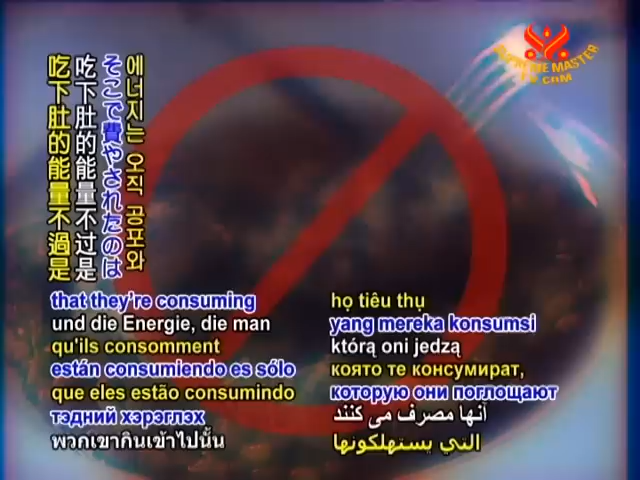 SUPREME MASTER
TV.COM
에너지는 오직 공포와
そこで費やされたのは
吃下肚的能量不过是
吃下肚的能量不過是
that they're consuming
und die Energie, die man
qu'ils consomment
están consumiendo es sólo
que eles estão consumindo
тэдний хэрэглэх
พวกเขากินเข้าไปนั้น
họ tiêu thụ
yang mereka konsumsi
którą oni jedzą
която те консумират,
которую они поглощают
آنها مصرف می کنند
التي يستهلكونها